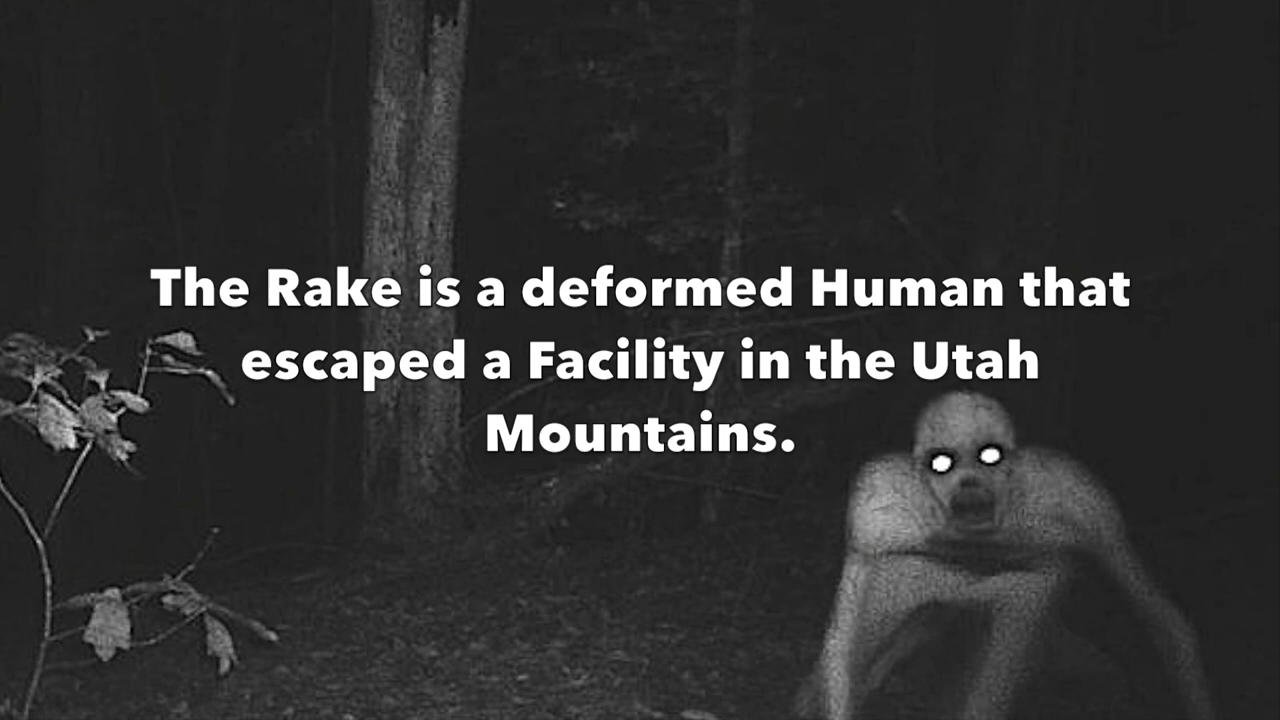 The Rake is a deformed Human that
escaped a Facility in the Utah
Mountains.